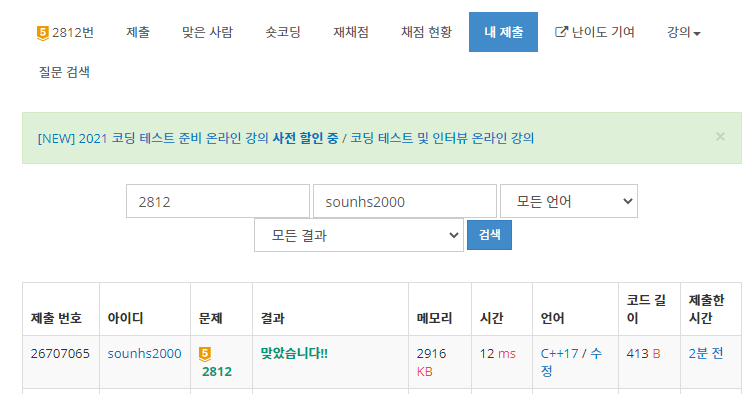 5 2812번 제출 맞은 사람 숏코딩 재채점 채점 현황 내 제출 난이도 기여 강의
질문 검색
[NEW] 2021 코딩 테스트 준비 온라인 강의 사전 할인 중 / 코딩 테스트 및 인터뷰 온라인 강의 ×
2812 sounhs2000 모든 언어
모든 결과 검색
제출 번호 아이디 문제 결과 메모리 시간 언어 코드 길이 제출한 시간
26707065 sounhs2000 5 2812 맞았습니다!! 2916 KB 12 ms C++17 / 수정 413 B 2분 전